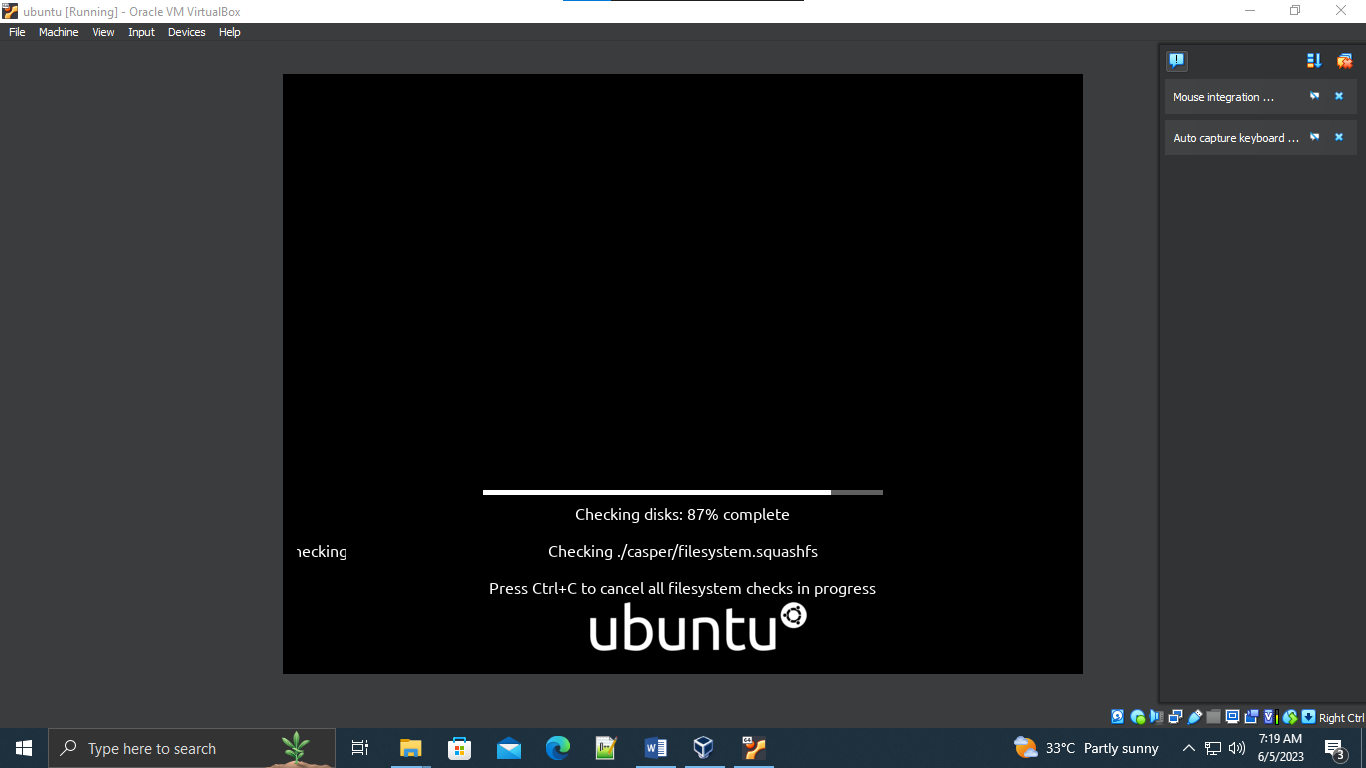 ubuntu [Running] - Oracle VM VirtualBox
File Machine View Input Devices Help
Mouse integration ...
Auto capture keyboard ...
Checking disks: 87% complete
hecking
Checking ./casper/filesystem.squashfs
Press Ctrl+C to cancel all filesystem checks in progress
ubuntu
Right Ctrl
Type here to search
33°C Partly sunny
7:19 AM
6/5/2023
3